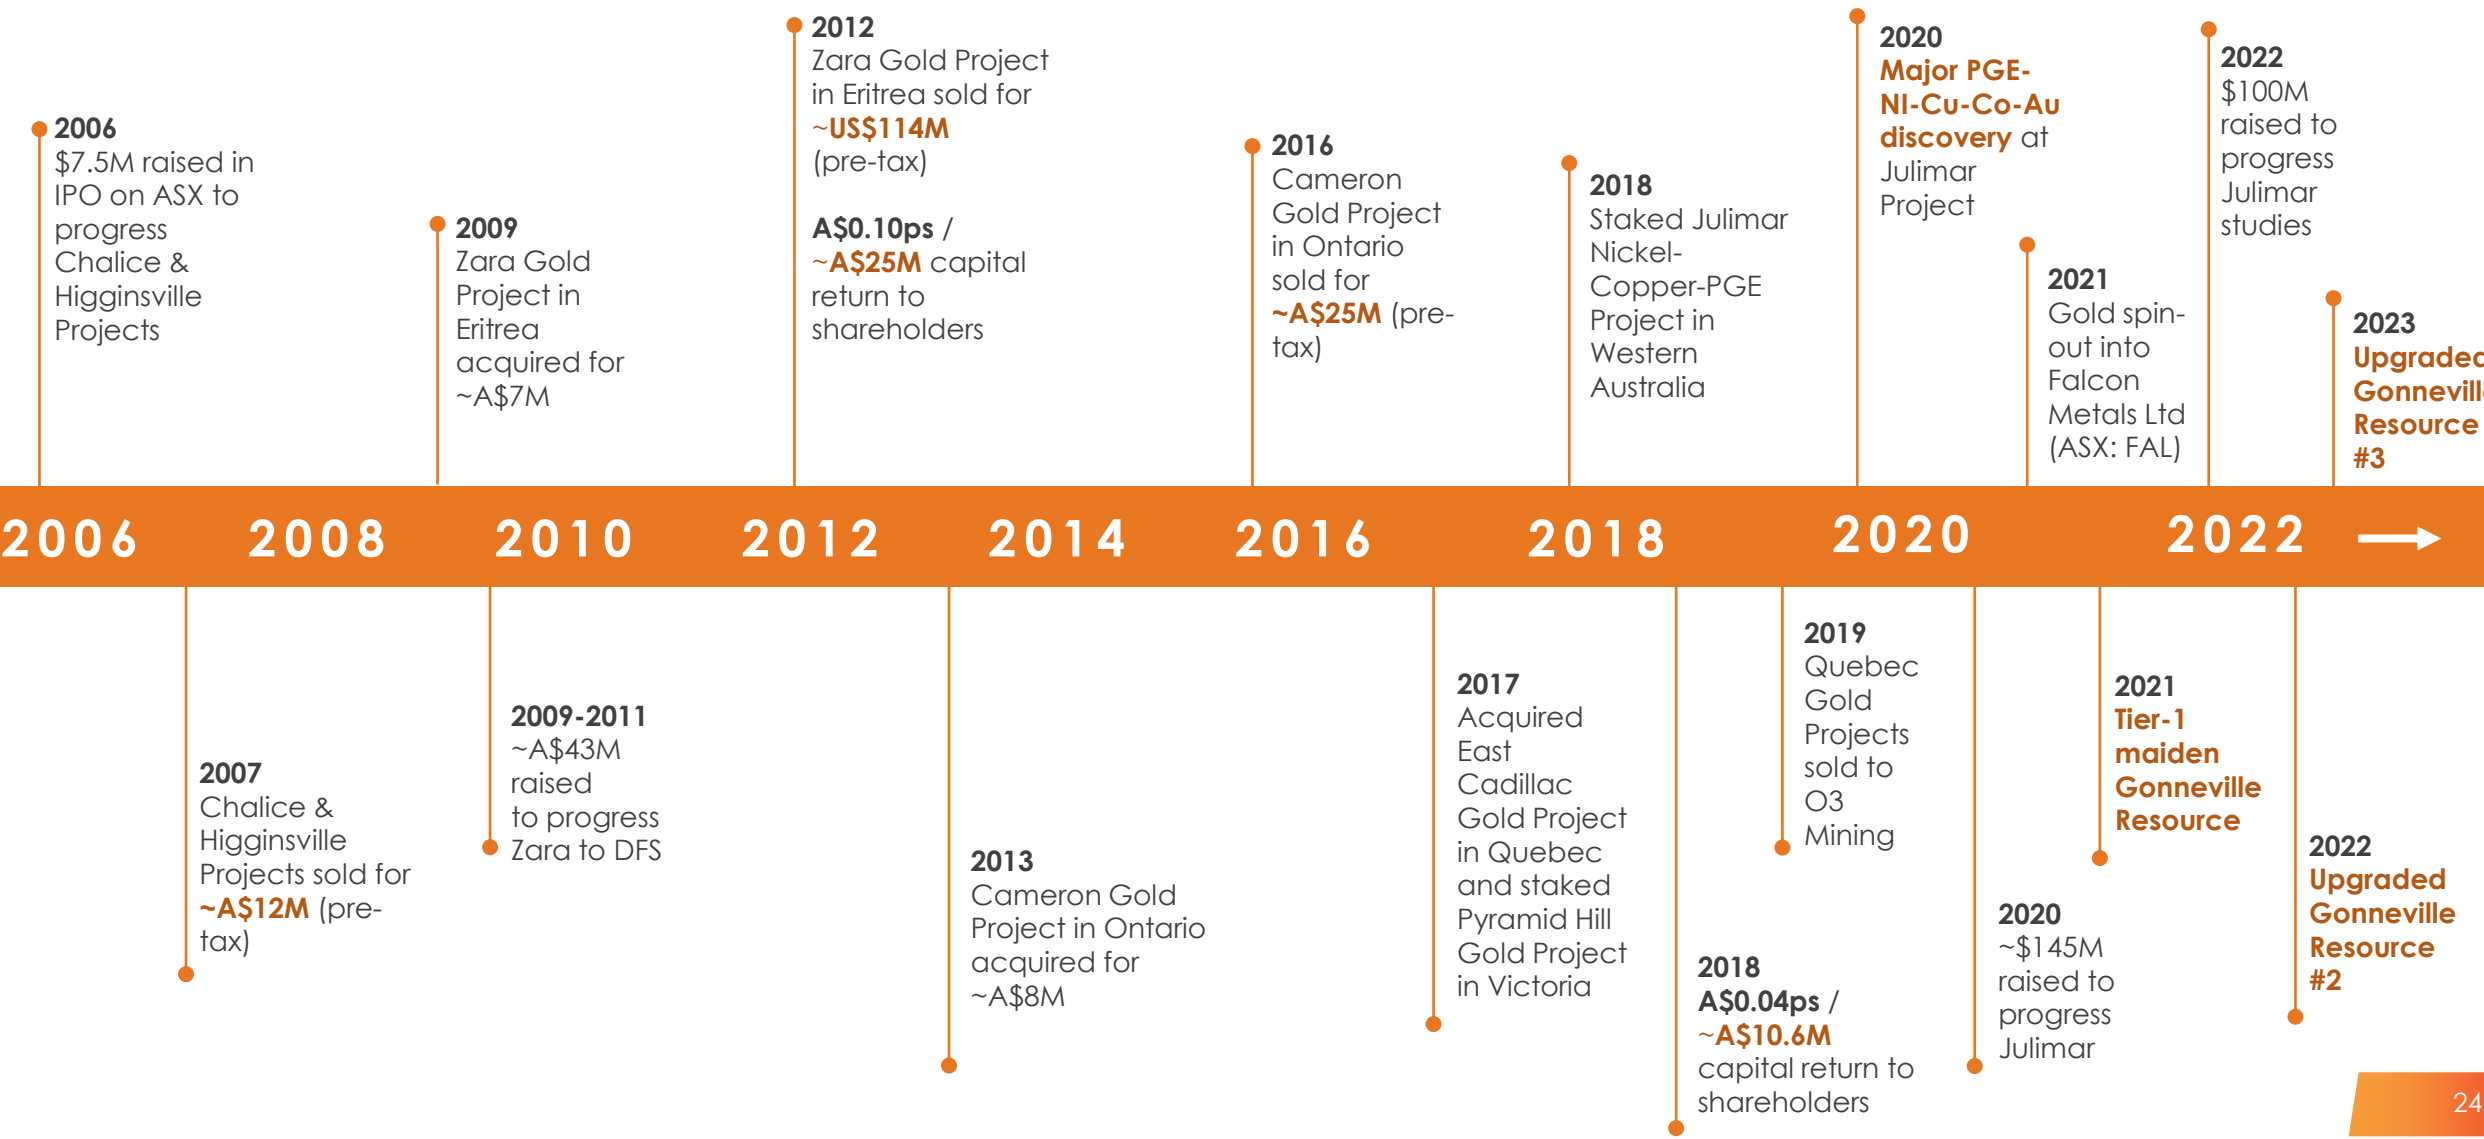 2006
$7.5M raised in
IPO on ASX to
progress
Chalice &
Higginsville
Projects
2009
Zara Gold
Project in
Eritrea
acquired for
~A$7M
2012
Zara Gold Project
in Eritrea sold for
~US$114M
(pre-tax)
A$0.10ps /
~A$25M capital
return to
shareholders
2016
Cameron
Gold Project
in Ontario
sold for
~A$25M (pre-
tax)
2018
Staked Julimar
Nickel-
Copper-PGE
Project in
Western
Australia
2020
Major PGE-
NI-Cu-Co-Au
discovery at
Julimar
Project
2021
Gold spin-
out into
Falcon
Metals Ltd
(ASX: FAL)
2022
$100M
raised to
progress
Julimar
studies
2023
Upgraded
Gonneville
Resource
#3
2006 2008 2010 2012 2014 2016 2018 2020 2022
2007
Chalice &
Higginsville
Projects sold for
~A$12M (pre-
tax)
2009-2011
~A$43M
raised
to progress
Zara to DFS
2013
Cameron Gold
Project in Ontario
acquired for
~A$8M
2017
Acquired
East
Cadillac
Gold Project
in Quebec
and staked
Pyramid Hill
Gold Project
in Victoria
2018
A$0.04ps /
~A$10.6M
capital return to
shareholders
2019
Quebec
Gold
Projects
sold to
O3
Mining
2020
~$145M
raised to
progress
Julimar
2021
Tier-1
maiden
Gonneville
Resource
2022
Upgraded
Gonneville
Resource
#2
24